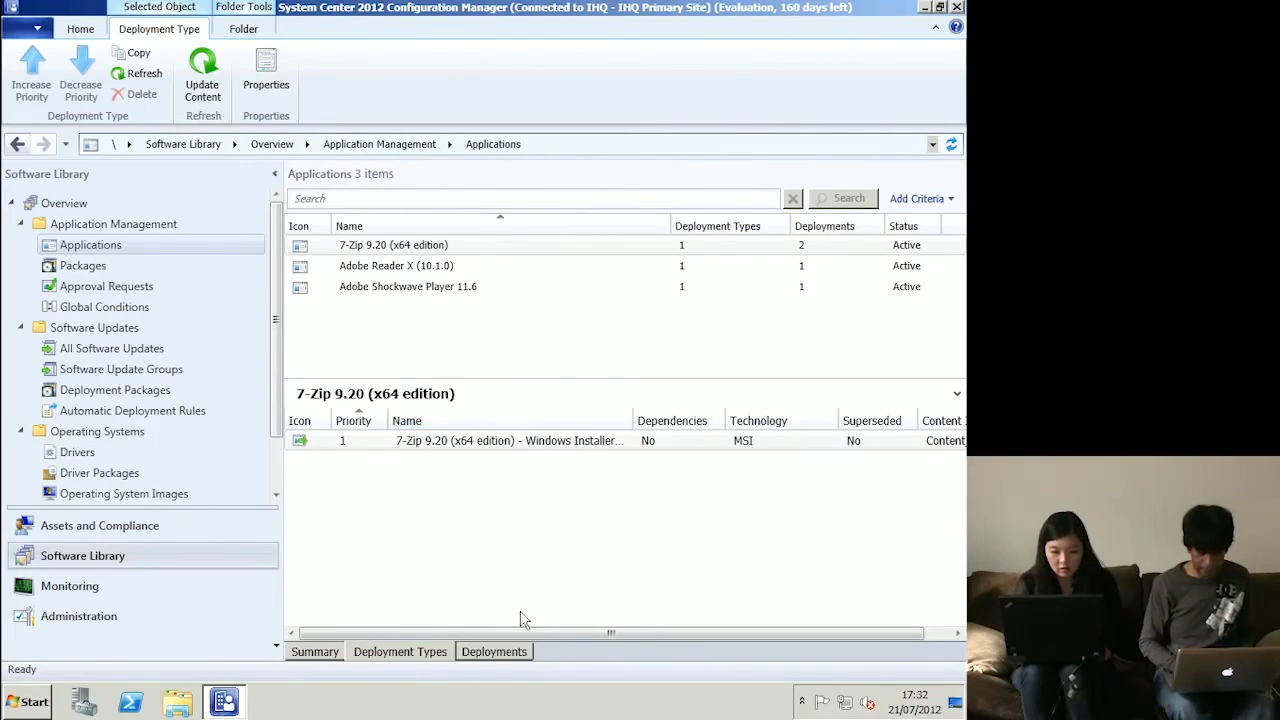 Selected Object
Folder Tools
System Center 2012 Configuration Manager (Connected to IHQ - IHQ Primary Site) (Evaluation, 160 days left)
Home
Deployment Type
Folder
Increase Priority
Decrease Priority
Copy
Refresh
Delete
Update Content
Properties
Deployment Type
Refresh
Properties
\ Software Library Overview Application Management Applications
Software Library
Overview
Application Management
Applications
Packages
Approval Requests
Global Conditions
Software Updates
All Software Updates
Software Update Groups
Deployment Packages
Automatic Deployment Rules
Operating Systems
Drivers
Driver Packages
Operating System Images
Assets and Compliance
Software Library
Monitoring
Administration
Applications 3 items
Search
Search
Add Criteria
Icon Name Deployment Types Deployments Status
7-Zip 9.20 (x64 edition) 1 2 Active
Adobe Reader X (10.1.0) 1 1 Active
Adobe Shockwave Player 11.6 1 1 Active
7-Zip 9.20 (x64 edition)
Icon Priority Name Dependencies Technology Superseded Content
1 7-Zip 9.20 (x64 edition) - Windows Installer... No MSI No Content
Summary Deployment Types Deployments
Ready
Start
17:32
21/07/2012